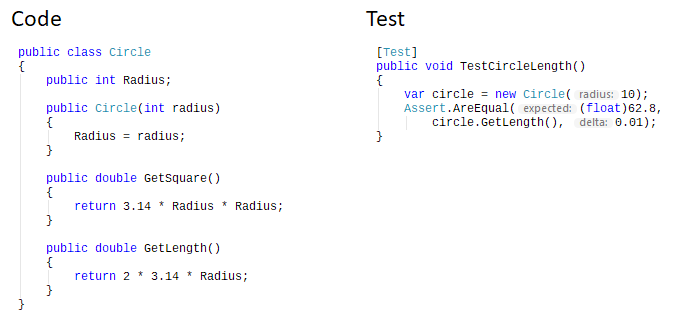 Code
public class Circle
{
public int Radius;
public Circle(int radius)
{
Radius = radius;
}
public double GetSquare()
{
return 3.14 * Radius * Radius;
}
public double GetLength()
{
return 2 * 3.14 * Radius;
}
}
Test
[Test]
public void TestCircleLength()
{
var circle = new Circle( radius: 10);
Assert.AreEqual( expected: (float)62.8,
circle.GetLength(), delta: 0.01);
}